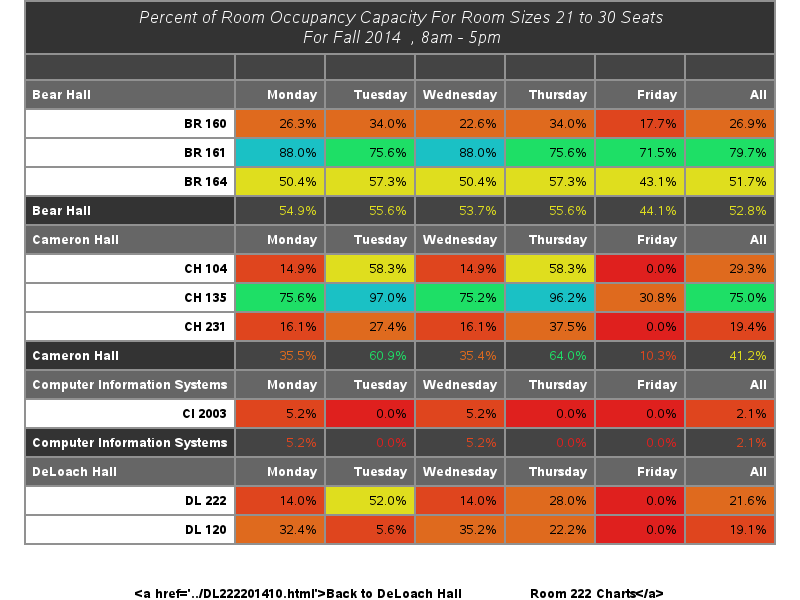 Percent of Room Occupancy Capacity For Room Sizes 21 to 30 Seats
For Fall 2014 , 8am - 5pm
Bear Hall Monday Tuesday Wednesday Thursday Friday All
BR 160 26.3% 34.0% 22.6% 34.0% 17.7% 26.9%
BR 161 88.0% 75.6% 88.0% 75.6% 71.5% 79.7%
BR 164 50.4% 57.3% 50.4% 57.3% 43.1% 51.7%
Bear Hall 54.9% 55.6% 53.7% 55.6% 44.1% 52.8%
Cameron Hall Monday Tuesday Wednesday Thursday Friday All
CH 104 14.9% 58.3% 14.9% 58.3% 0.0% 29.3%
CH 135 75.6% 97.0% 75.2% 96.2% 30.8% 75.0%
CH 231 16.1% 27.4% 16.1% 37.5% 0.0% 19.4%
Cameron Hall 35.5% 60.9% 35.4% 64.0% 10.3% 41.2%
Computer Information Systems Monday Tuesday Wednesday Thursday Friday All
CI 2003 5.2% 0.0% 5.2% 0.0% 0.0% 2.1%
Computer Information Systems 5.2% 0.0% 5.2% 0.0% 0.0% 2.1%
DeLoach Hall Monday Tuesday Wednesday Thursday Friday All
DL 222 14.0% 52.0% 14.0% 28.0% 0.0% 21.6%
DL 120 32.4% 5.6% 35.2% 22.2% 0.0% 19.1%
<a href='../DL222201410.html'>Back to DeLoach Hall Room 222 Charts</a>